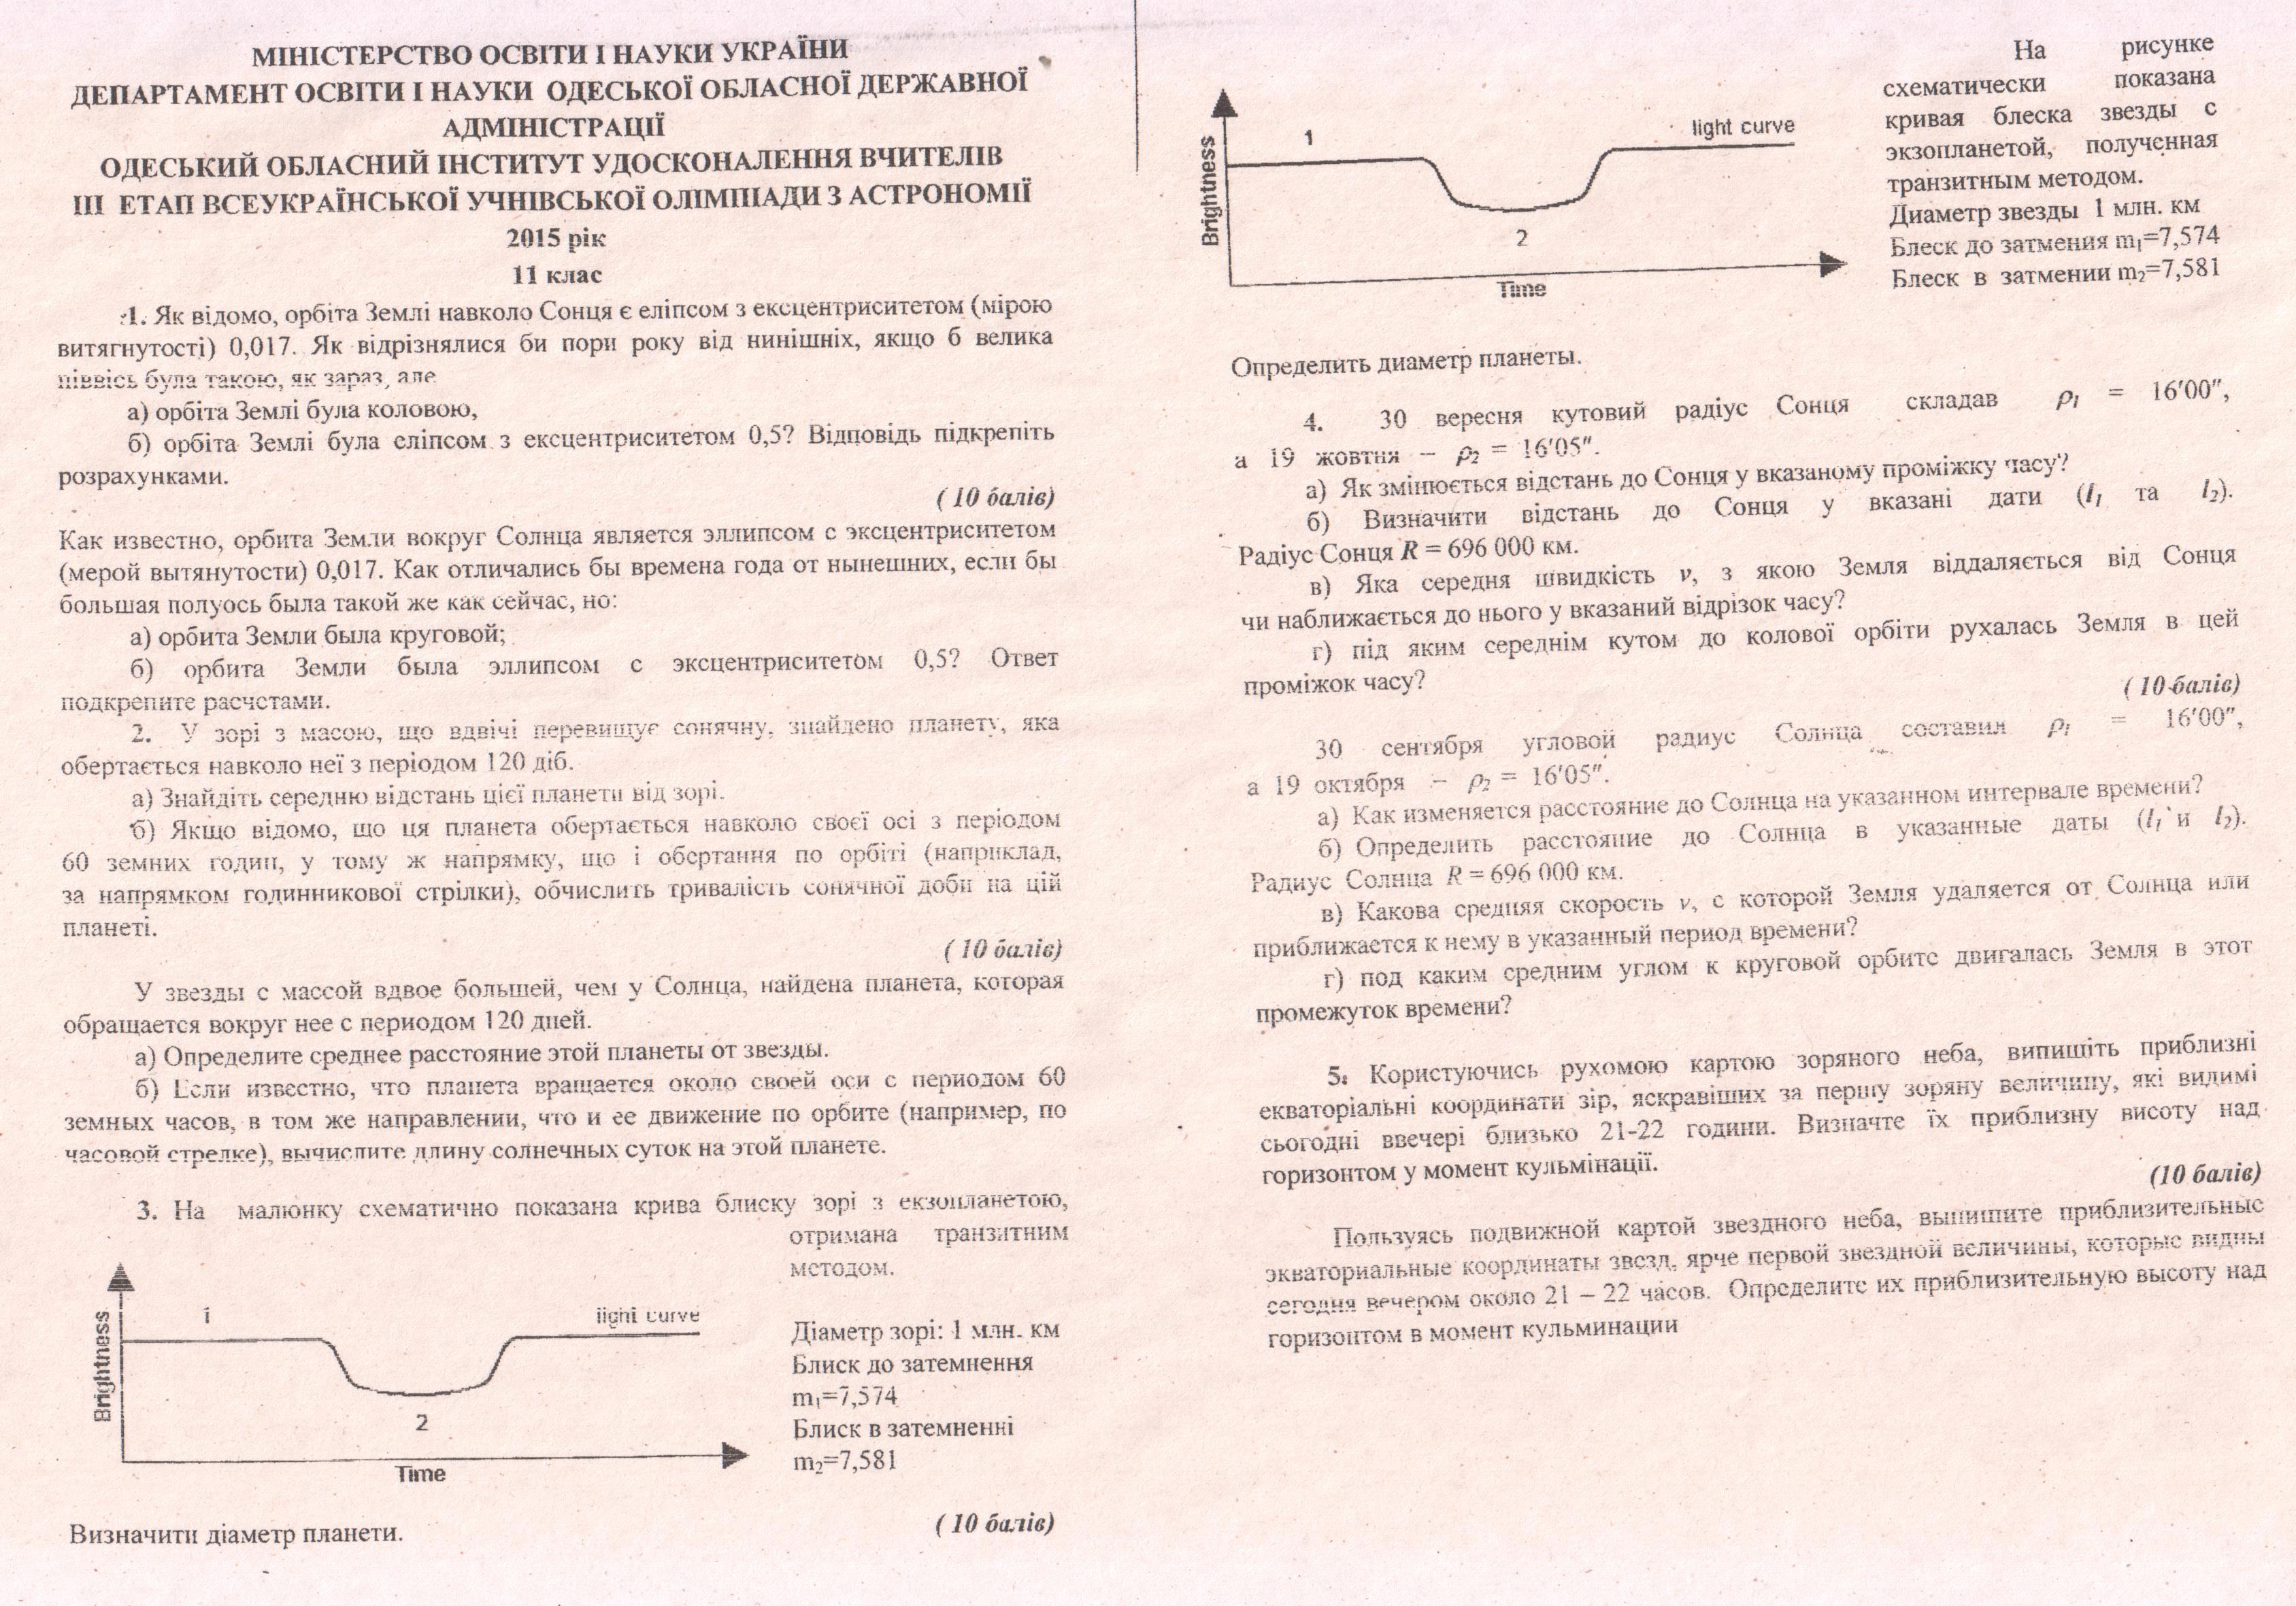 МІНІСТЕРСТВО ОСВІТИ І НАУКИ УКРАЇНИ
ДЕПАРТАМЕНТ ОСВІТИ І НАУКИ ОДЕСЬКОЇ ОБЛАСНОЇ ДЕРЖАВНОЇ
АДМІНІСТРАЦІЇ
ОДЕСЬКИЙ ОБЛАСНИЙ ІНСТИТУТ УДОСКОНАЛЕННЯ ВЧИТЕЛІВ
ІІІ ЕТАП ВСЕУКРАЇНСЬКОЇ УЧНІВСЬКОЇ ОЛІМПІАДИ З АСТРОНОМІЇ
2015 рік
11 клас
1. Як відомо, орбіта Землі навколо Сонця є еліпсом з ексцентриситетом (мірою
витягнутості) 0,017. Як відрізнялися би пори року від нинішніх, якщо б велика
піввісь була такою, як зараз, але
а) орбіта Землі була коловою,
б) орбіта Землі була еліпсом з ексцентриситетом 0,5? Відповідь підкрепіть
розрахунками.
( 10 балів)
Как известно, орбита Земли вокруг Солнца является эллипсом с эксцентриситетом
(мерой вытянутости) 0,017. Как отличались бы времена года от нынешних, если бы
большая полуось была такой же как сейчас, но:
а) орбита Земли была круговой;
б) орбита Земли была эллипсом с эксцентриситетом 0,5? Ответ
подкрепите расчетами.
2. У зорі з масою, що вдвічі перевищує сонячну, знайдено планету, яка
обертається навколо неї з періодом 120 діб.
а) Знайдіть середню відстань цієї планети від зорі.
б) Якщо відомо, що ця планета обертається навколо своєї осі з періодом
60 земних годин, у тому ж напрямку, що і обертання по орбіті (наприклад,
за напрямком годинникової стрілки), обчислить тривалість сонячної доби на цій
планеті.
( 10 балів)
У звезды с массой вдвое большей, чем у Солнца, найдена планета, которая
обращается вокруг нее с периодом 120 дней.
а) Определите среднее расстояние этой планеты от звезды.
б) Если известно, что планета вращается около своей оси с периодом 60
земных часов, в том же направлении, что и ее движение по орбите (например, по
часовой стрелке), вычислите длину солнечных суток на этой планете.
3. На малюнку схематично показана крива блиску зорі з екзопланетою,
отримана транзитним
методом.
Brightness
1
light curve
2
Time
Діаметр зорі: 1 млн. км
Блиск до затемнення
m₁=7,574
Блиск в затемненні
m₂=7,581
Визначити діаметр планети.
( 10 балів)
Brightness
1
light curve
2
Time
На рисунке
схематически показана
кривая блеска звезды с
экзопланетой, полученная
транзитным методом.
Диаметр звезды 1 млн. км
Блеск до затмения m₁=7,574
Блеск в затмении m₂=7,581
Определить диаметр планеты.
4. 30 вересня кутовий радіус Сонця складав ρ₁ = 16′00″,
а 19 жовтня – ρ₂ = 16′05″.
а) Як змінюється відстань до Сонця у вказаному проміжку часу?
б) Визначити відстань до Сонця у вказані дати (l₁ та l₂).
Радіус Сонця R = 696 000 км.
в) Яка середня швидкість v, з якою Земля віддаляється від Сонця
чи наближається до нього у вказаний відрізок часу?
г) під яким середнім кутом до колової орбіти рухалась Земля в цей
проміжок часу?
( 10 балів)
30 сентября угловой радиус Солнца составил ρ₁ = 16′00″,
а 19 октября – ρ₂ = 16′05″.
а) Как изменяется расстояние до Солнца на указанном интервале времени?
б) Определить расстояние до Солнца в указанные даты (l₁ и l₂).
Радиус Солнца R = 696 000 км.
в) Какова средняя скорость v, с которой Земля удаляется от Солнца или
приближается к нему в указанный период времени?
г) под каким средним углом к круговой орбите двигалась Земля в этот
промежуток времени?
5. Користуючись рухомою картою зоряного неба, випишіть приблизні
екваторіальні координати зір, яскравіших за першу зоряну величину, які видимі
сьогодні ввечері близько 21-22 години. Визначте їх приблизну висоту над
горизонтом у момент кульмінації.
(10 балів)
Пользуясь подвижной картой звездного неба, выпишите приблизительные
экваториальные координаты звезд, ярче первой звездной величины, которые видны
сегодня вечером около 21 – 22 часов. Определите их приблизительную высоту над
горизонтом в момент кульминации